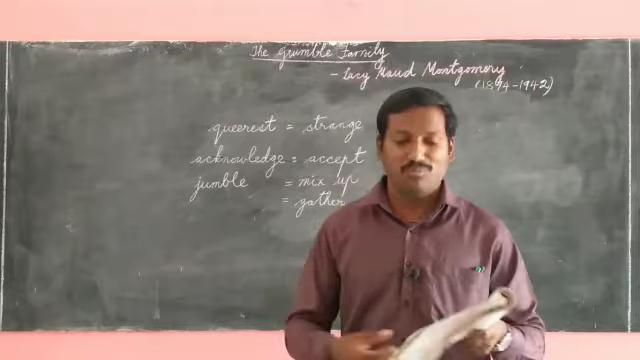 The Grumble Family
- Lucy Maud Montgomery
(1874-1942)
queerest = strange
acknowledge = accept
jumble = mix up
= gather